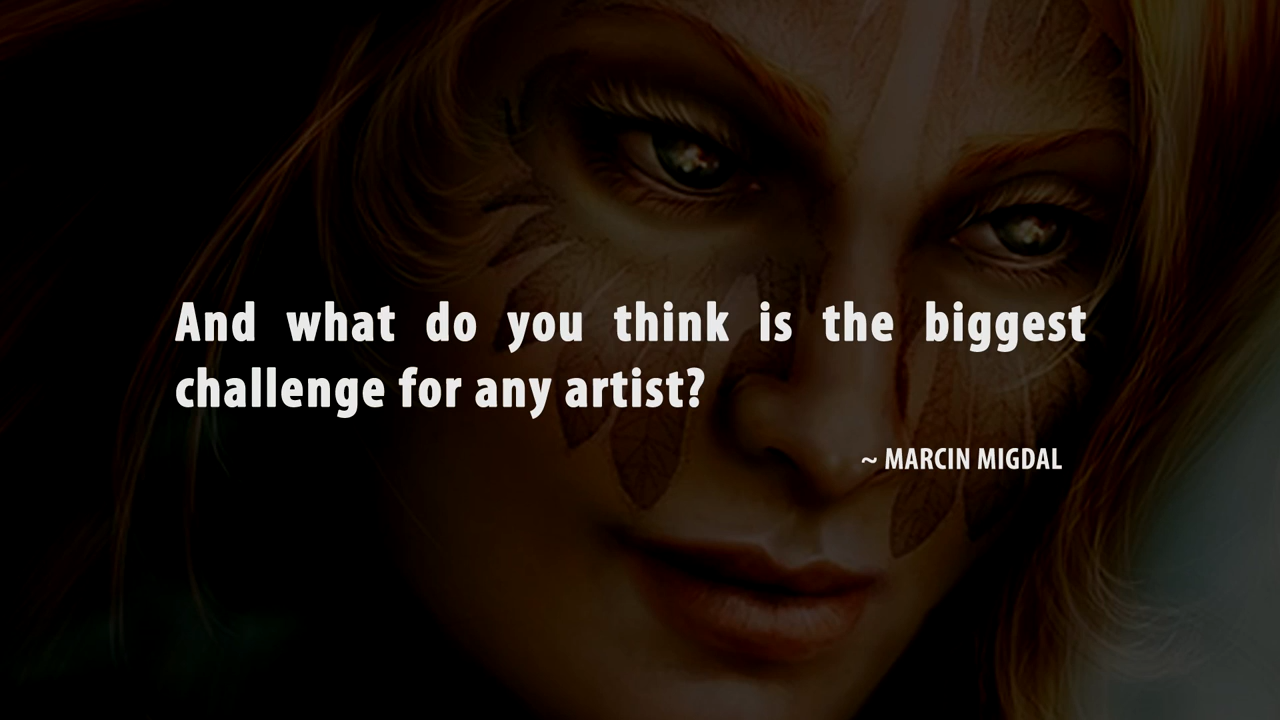 And what do you think is the biggest
challenge for any artist?
~ MARCIN MIGDAL